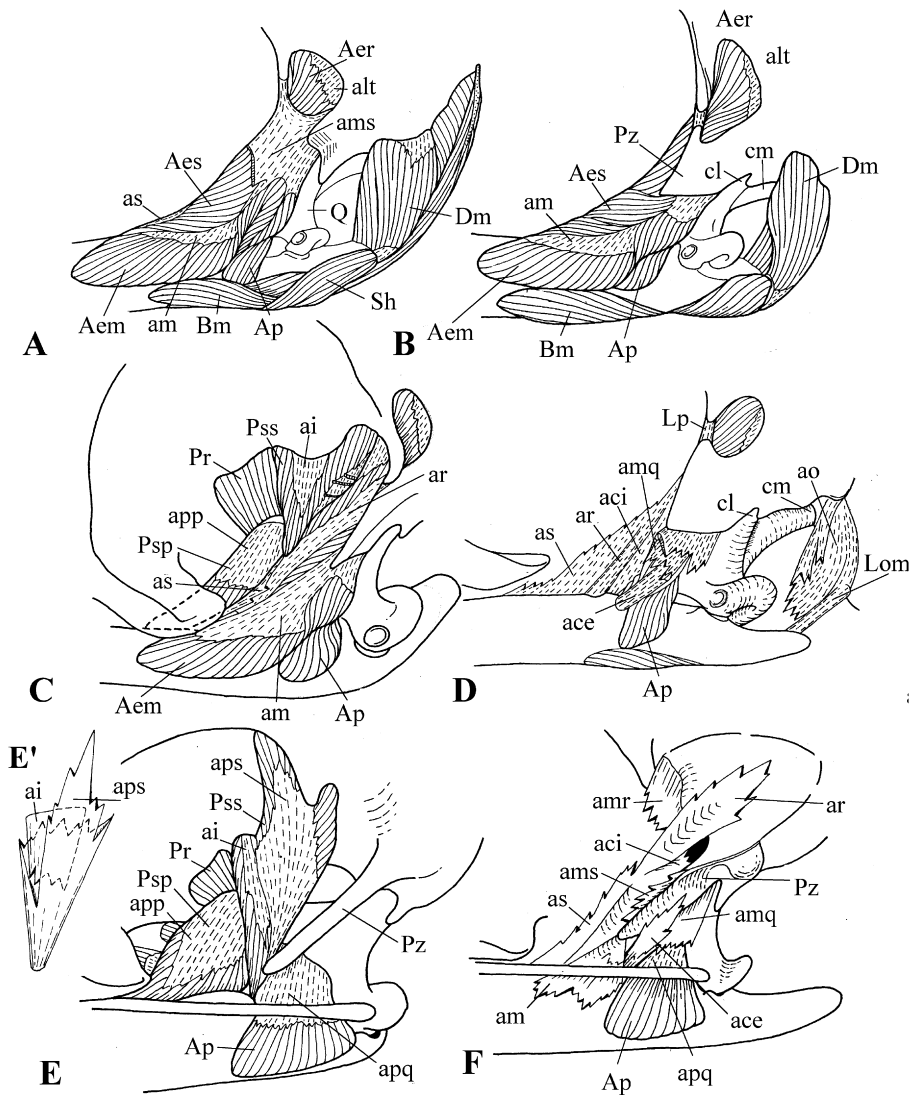 Aer
alt
ams
Aes
as
Q
Dm
Sh
Aem
am
Bm
Ap
A
Aer
alt
Pz
cl
cm
Dm
Aes
am
Aem
Bm
Ap
B
Pss
ai
Pr
ar
app
Psp
as
Aem
am
Ap
C
Lp
amq
aci
ar
as
cl
cm
ao
Lom
ace
Ap
D
E'
ai
aps
aps
Pss
ai
Pr
Psp
app
Pz
Ap
apq
E
amr
ar
aci
ams
as
Pz
amq
am
ace
apq
Ap
F